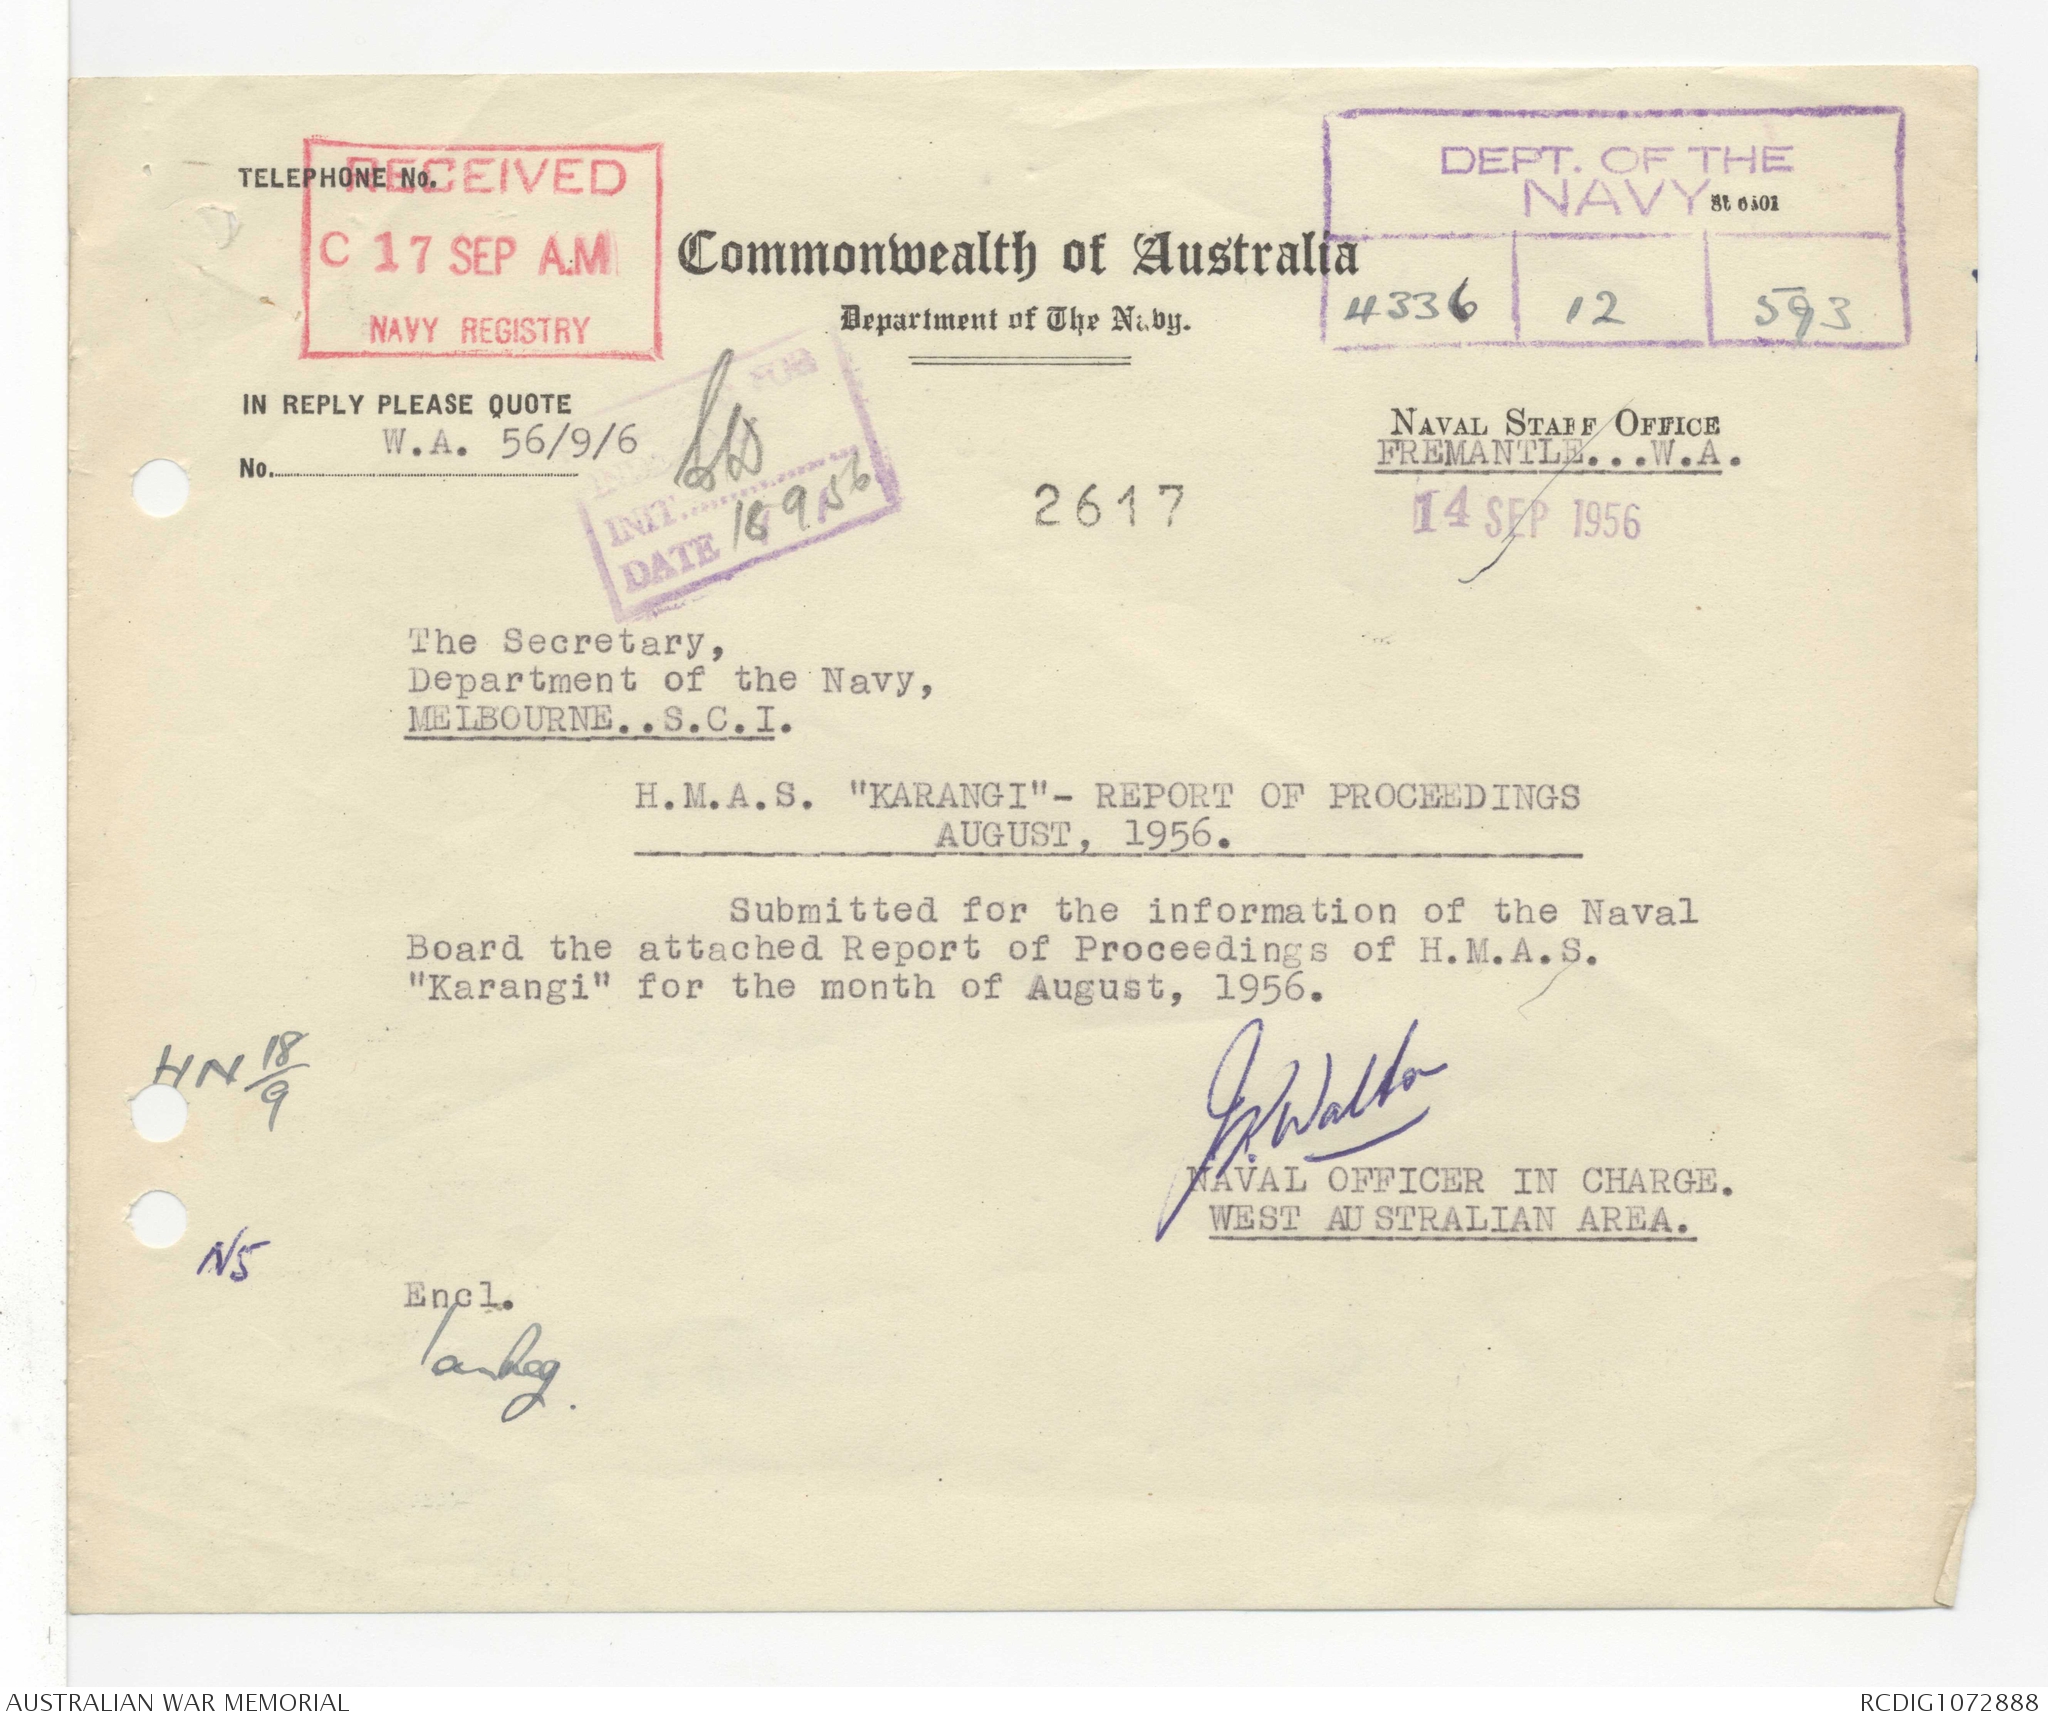 TELEPHONE No.
RECEIVED
C 17 SEP A.M
NAVY REGISTRY
DEPT. OF THE
NAVY
4336 12 593
Commonwealth of Australia
Department of The Navy.
IN REPLY PLEASE QUOTE
W.A. 56/9/6
No.
INIT.
DATE 18 9 56
NAVAL STAFF OFFICE
FREMANTLE...W.A.
2617
14 SEP 1956
The Secretary,
Department of the Navy,
MELBOURNE..S.C.I.
H.M.A.S. "KARANGI"- REPORT OF PROCEEDINGS
AUGUST, 1956.
Submitted for the information of the Naval
Board the attached Report of Proceedings of H.M.A.S.
"Karangi" for the month of August, 1956.
HN 18/9
Walton
NAVAL OFFICER IN CHARGE.
WEST AUSTRALIAN AREA.
N5
Encl.
AUSTRALIAN WAR MEMORIAL
RCDIG1072888